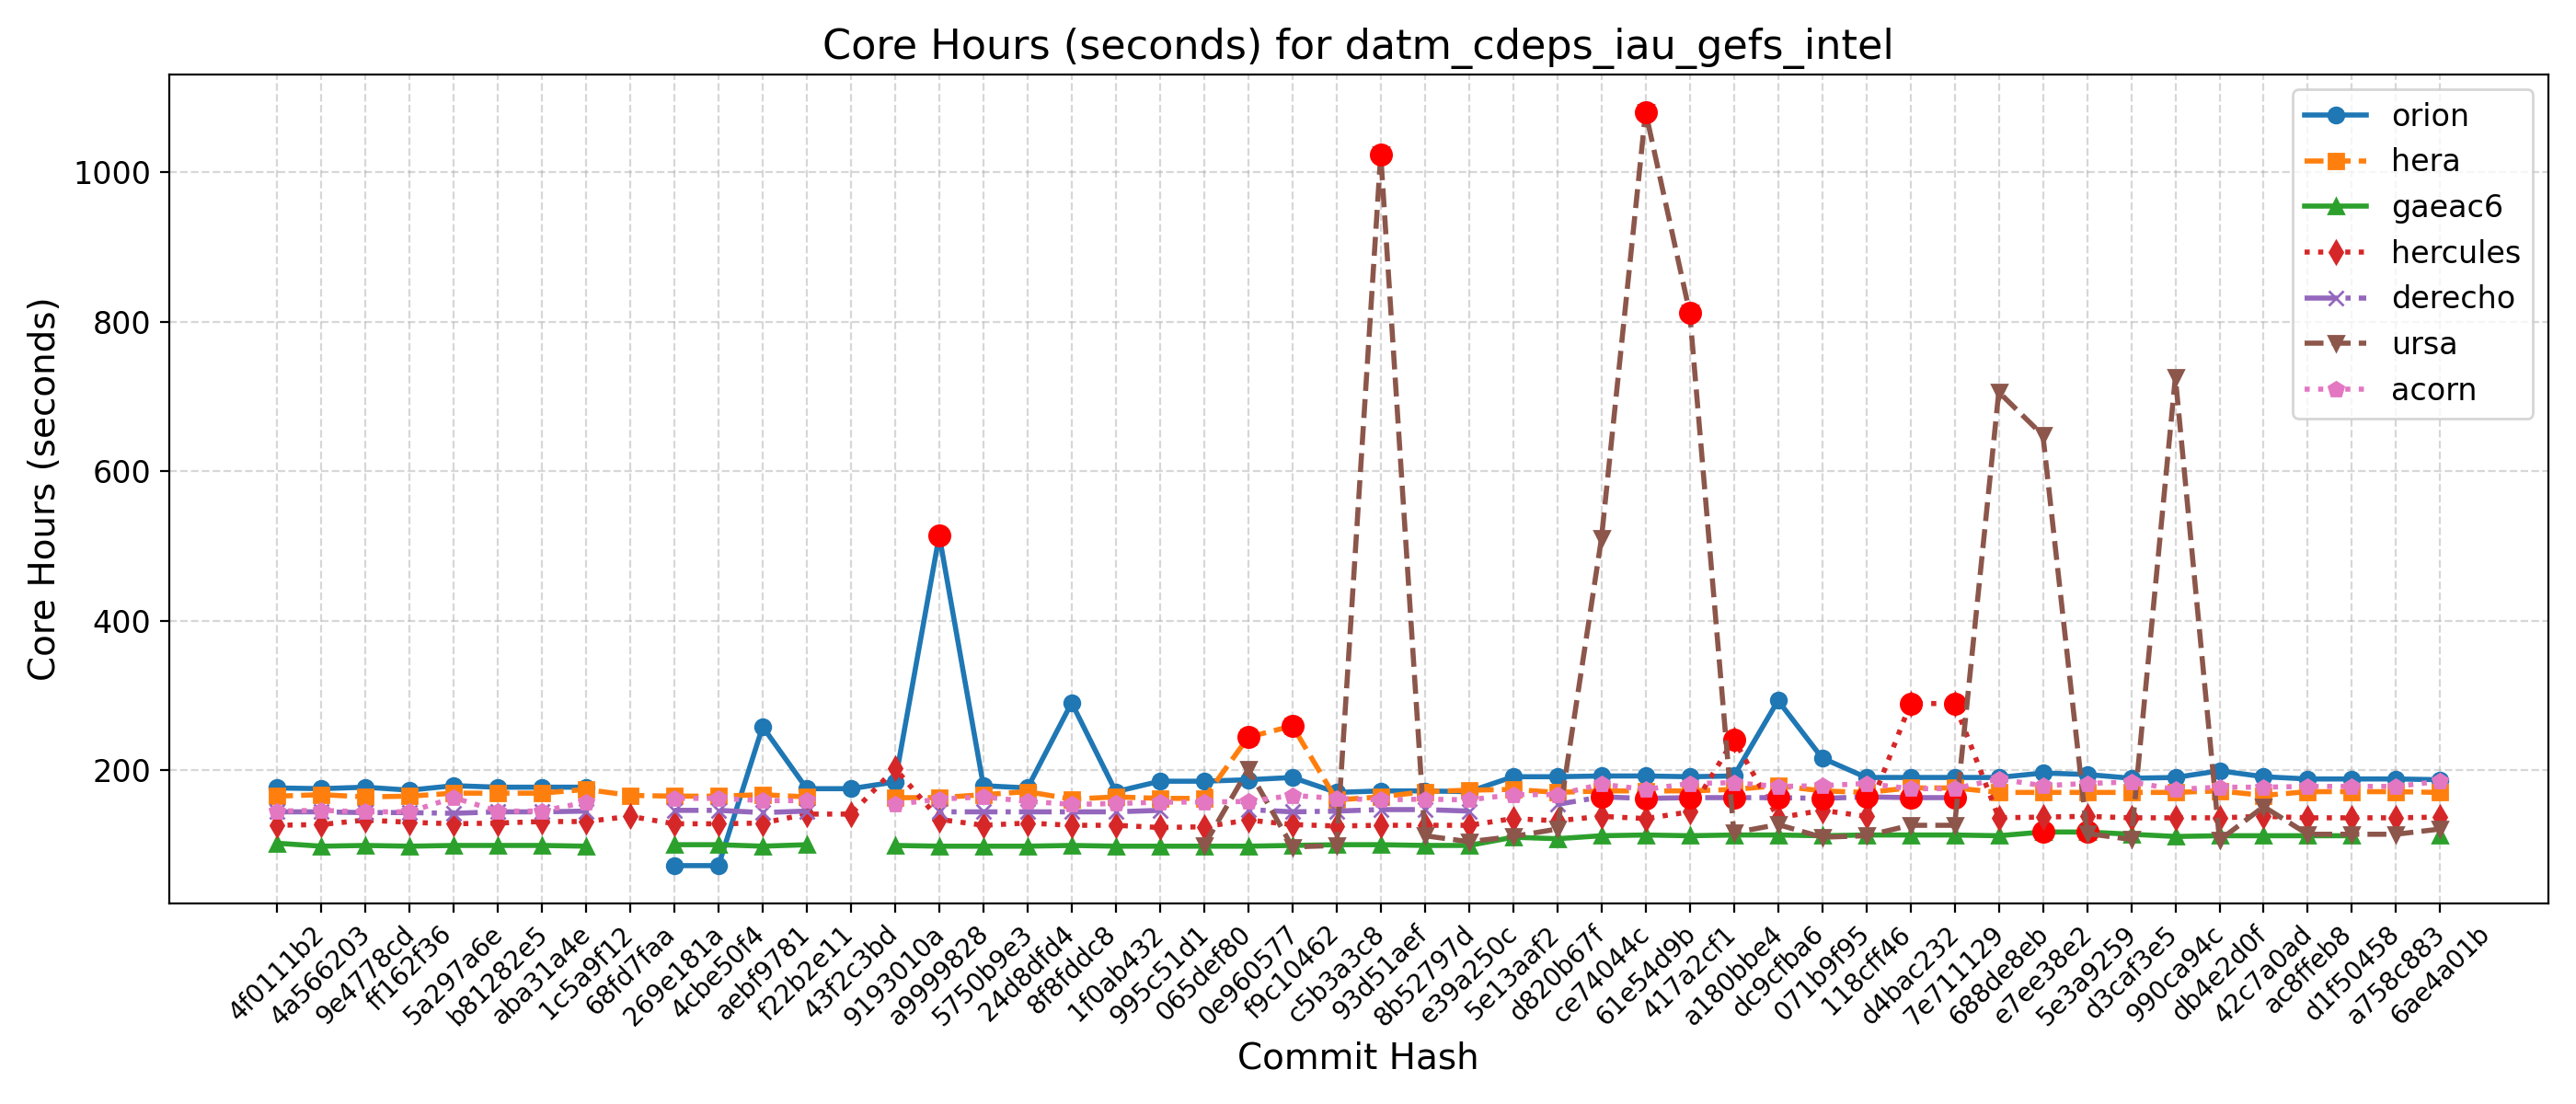 Core Hours (seconds) for datm_cdeps_iau_gefs_intel
Core Hours (seconds)
1000
800
600
400
200
orion
hera
gaeac6
hercules
derecho
ursa
acorn
4f0111b2
4a566203
9e4778cd
ff162f36
5a297a6e
b81282e5
aba31a4e
1c5a9f12
68fd7faa
269e181a
4cbe50f4
aebf9781
f22b2e11
43f2c3bd
9193010a
a9999828
5750b9e3
24d8dfd4
8f8fddc8
1f0ab432
995c51d1
065def80
0e960577
f9c10462
c5b3a3c8
93d51aef
8b52797d
e39a250c
5e13aaf2
d820b67f
ce74044c
61e54d9b
417a2cf1
a180bbe4
dc9cfba6
071b9f95
118cff46
d4bac232
7e711129
688de8eb
e7ee38e2
5e3a9259
d3caf3e5
990ca94c
db4e2d0f
42c7a0ad
ac8ffeb8
d1f50458
a758c883
6ae4a01b
Commit Hash